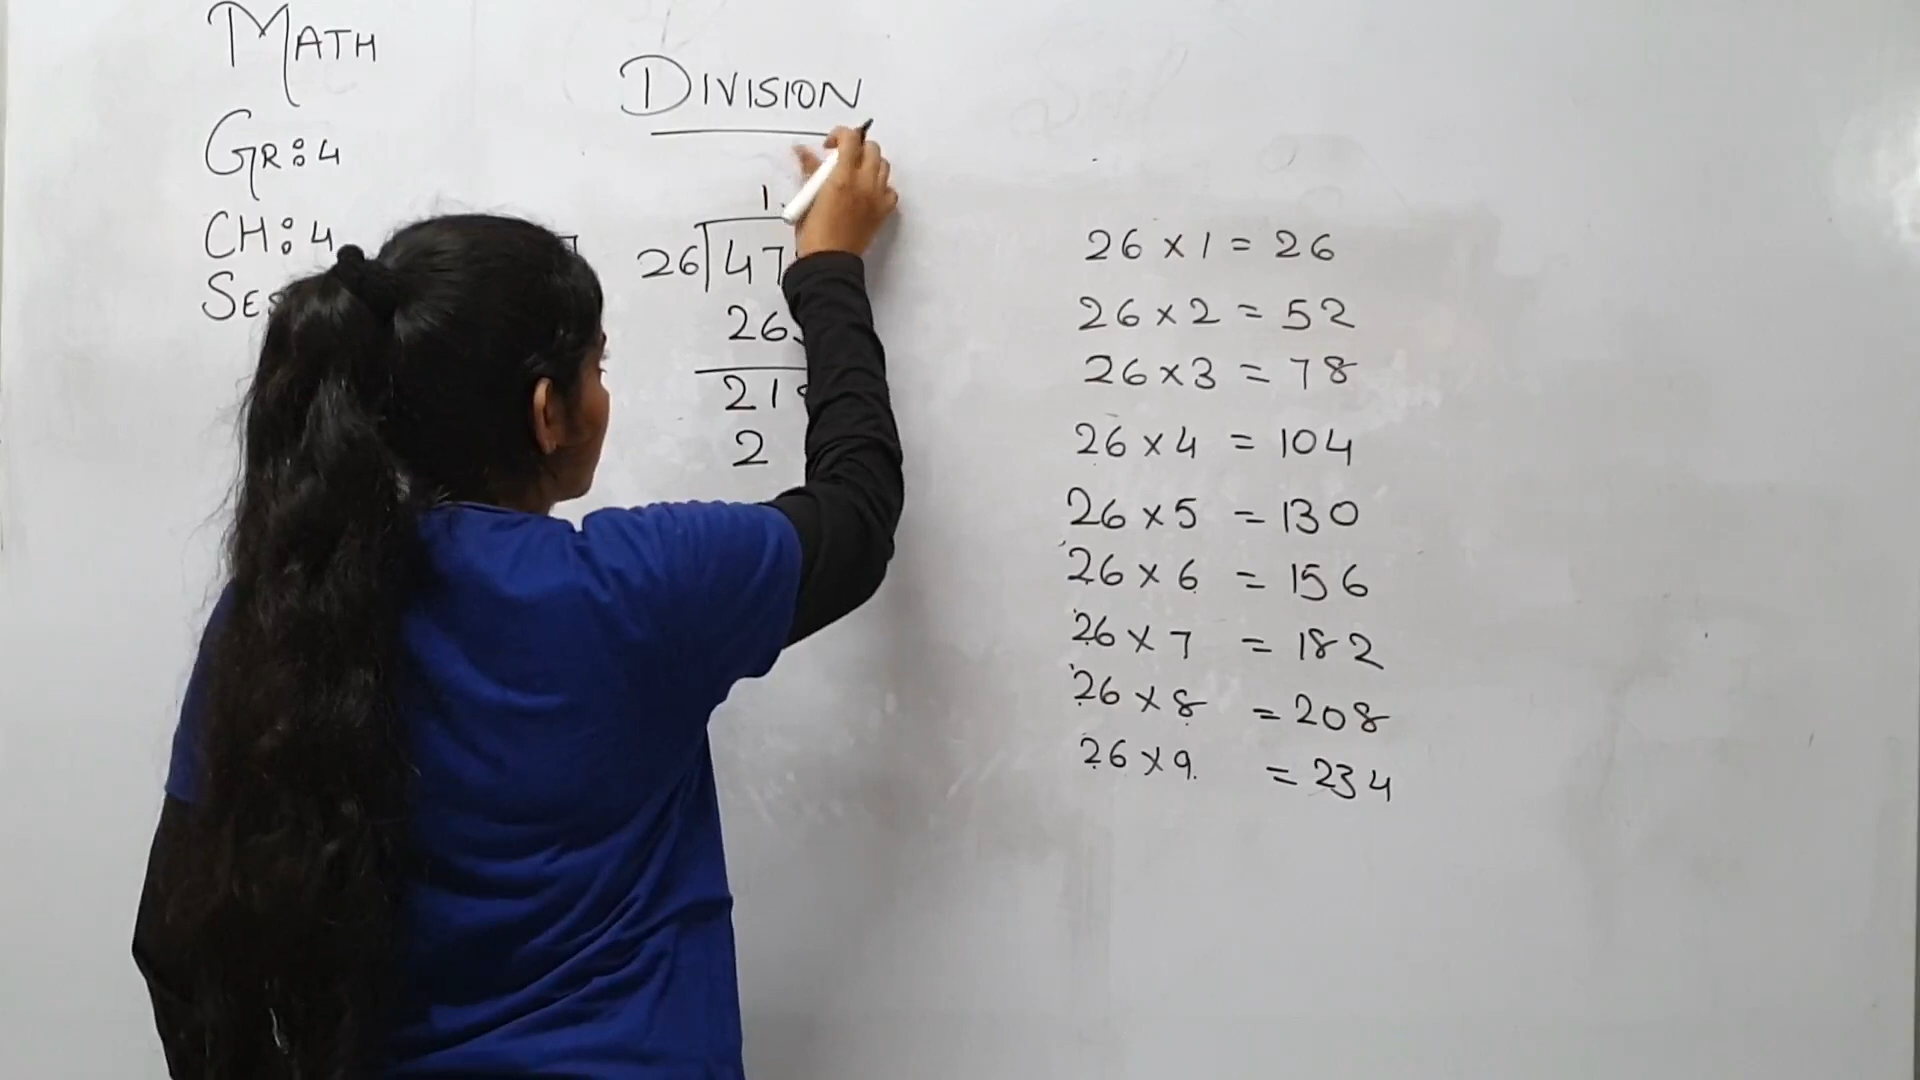 MATH
GR:4
CH:4
DIVISION
1
26)47
26
21
2
26 x 1 = 26
26 x 2 = 52
26 x 3 = 78
26 x 4 = 104
26 x 5 = 130
26 x 6 = 156
26 x 7 = 182
26 x 8 = 208
26 x 9 = 234